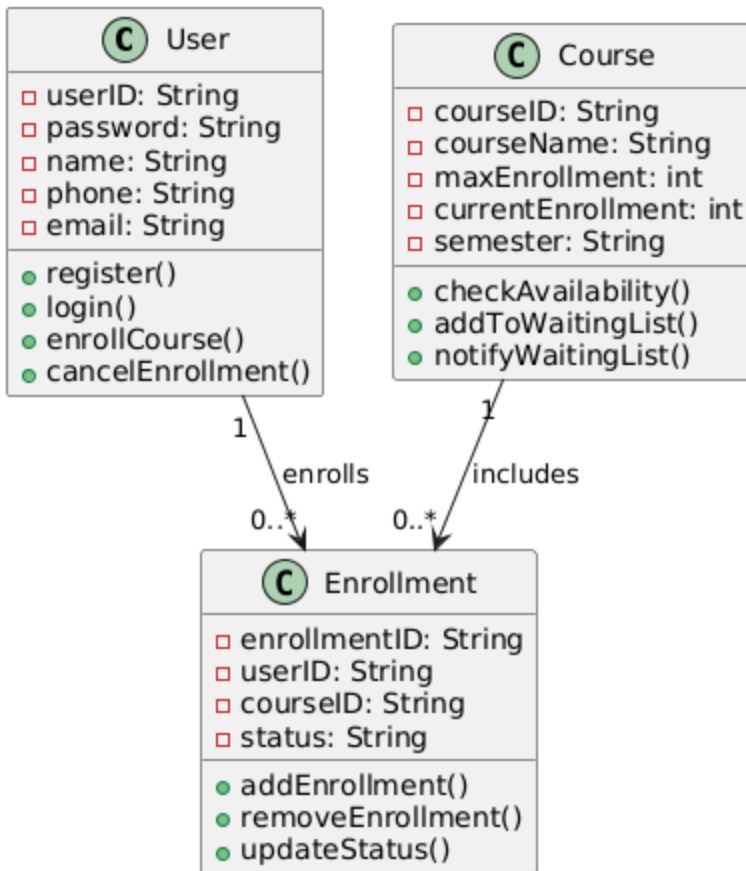 C User
userID: String
password: String
name: String
phone: String
email: String
register()
login()
enrollCourse()
cancelEnrollment()
C Course
courseID: String
courseName: String
maxEnrollment: int
currentEnrollment: int
semester: String
checkAvailability()
addToWaitingList()
notifyWaitingList()
1
enrolls
0..*
1
includes
0..*
C Enrollment
enrollmentID: String
userID: String
courseID: String
status: String
addEnrollment()
removeEnrollment()
updateStatus()